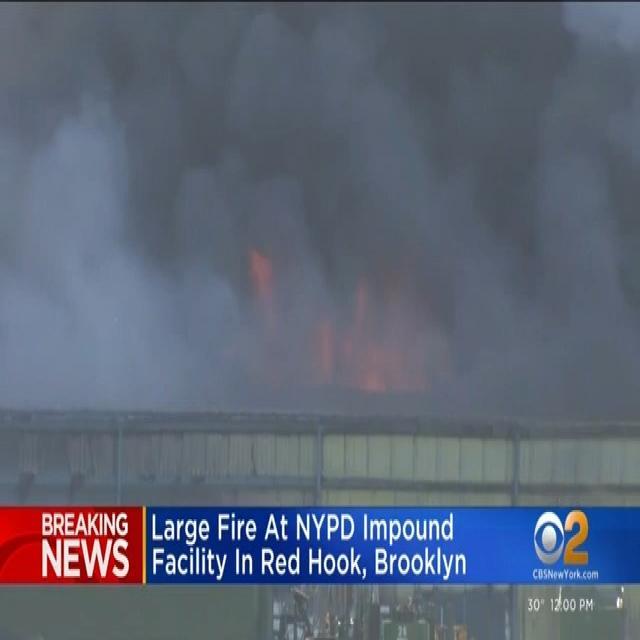 BREAKING
NEWS
Large Fire At NYPD Impound
Facility In Red Hook, Brooklyn
2
CBSNewYork.com
30° 12:00 PM